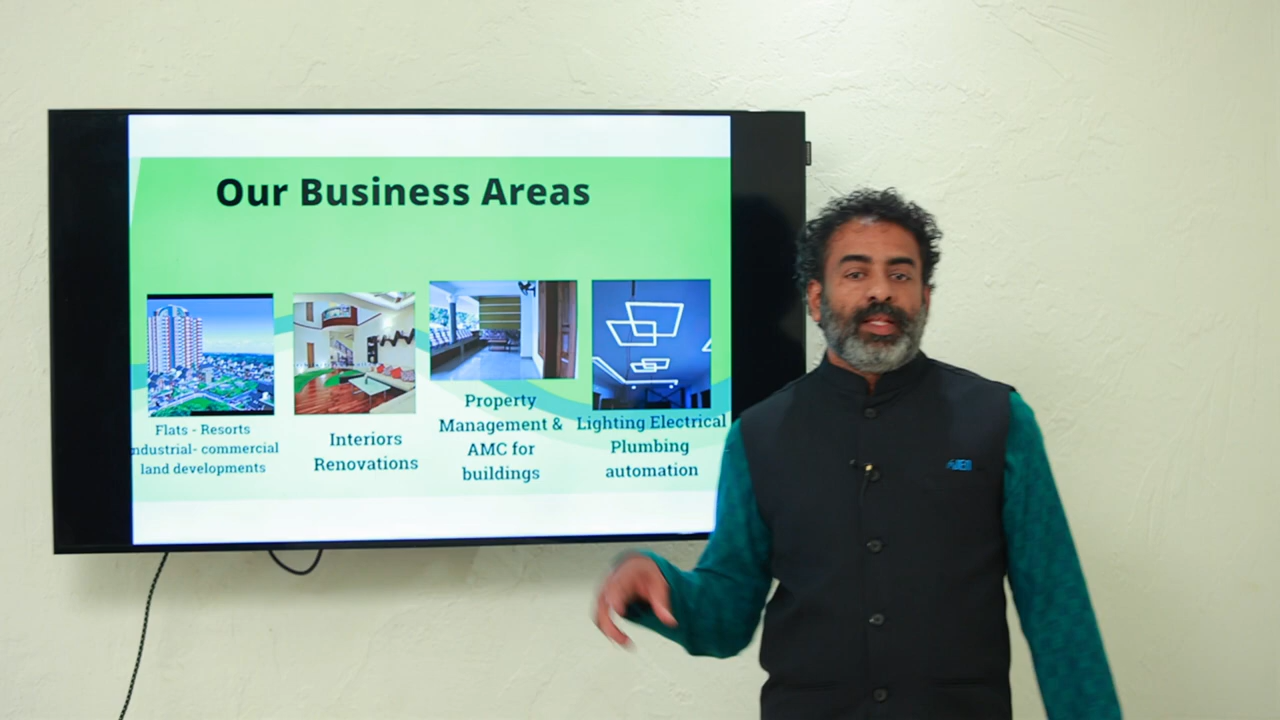 Our Business Areas
Flats - Resorts
ndustrial- commercial
land developments
Interiors
Renovations
Property
Management &
AMC for
buildings
Lighting Electrical
Plumbing
automation